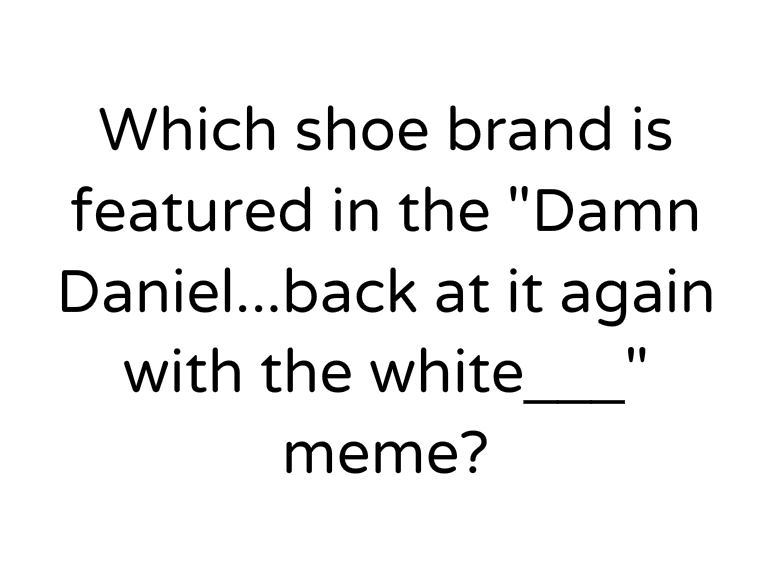 Which shoe brand is
featured in the "Damn
Daniel...back at it again
with the white___"
meme?